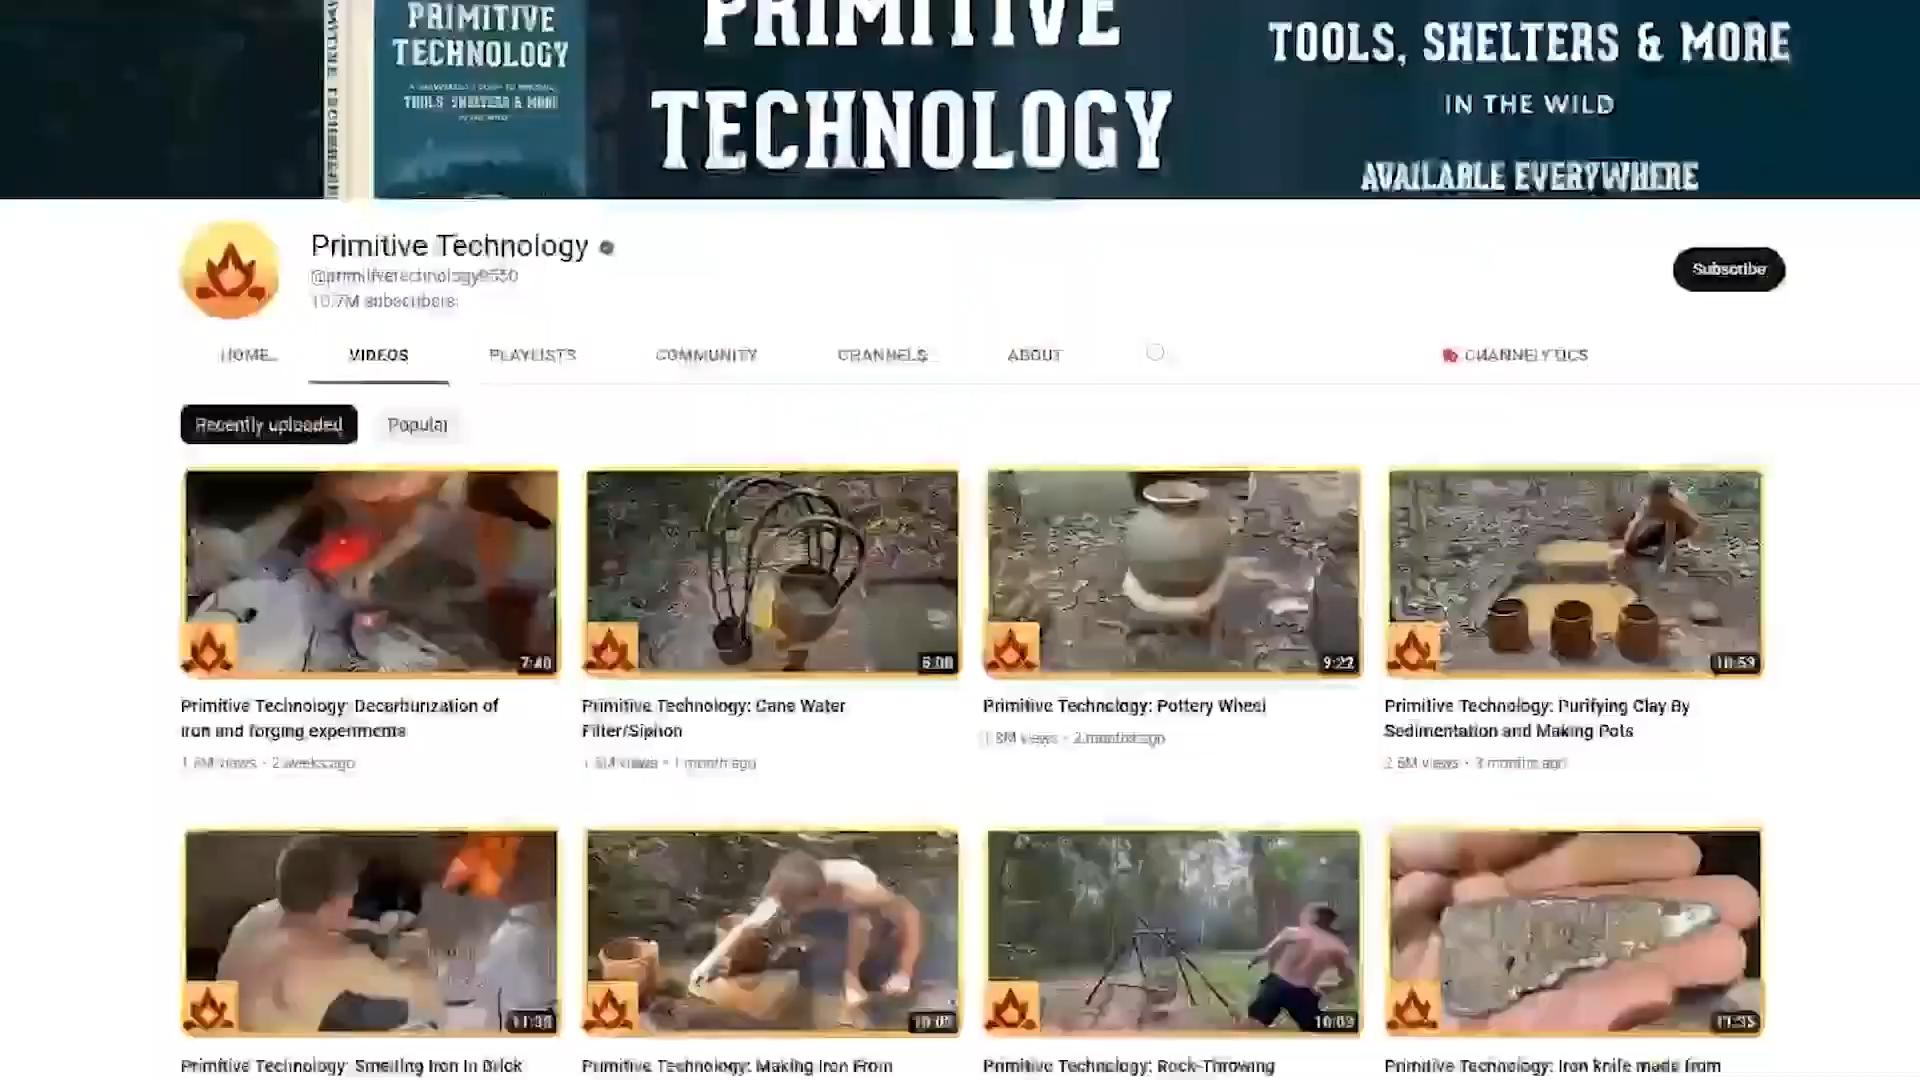 PRIMITIVE
TECHNOLOGY
TOOLS, SHELTERS & MORE
PRIMITIVE
TECHNOLOGY
TOOLS, SHELTERS & MORE
IN THE WILD
AVAILABLE EVERYWHERE
Primitive Technology
10.7M subscribers
Subscribe
HOME
VIDEOS
PLAYLISTS
COMMUNITY
CHANNELS
ABOUT
CHANNELYTICS
Recently uploaded
Popular
7:40
9:22
10:59
Primitive Technology: Decarburization of
iron and forging experiments
2 weeks ago
Primitive Technology: Cane Water
Filter/Siphon
1 month ago
Primitive Technology: Pottery Wheel
2 months ago
Primitive Technology: Purifying Clay By
Sedimentation and Making Pots
3 months ago
Primitive Technology: Smelting Iron In Brick
Primitive Technology: Making Iron From
Primitive Technology: Rock-Throwing
Primitive Technology: Iron knife made from